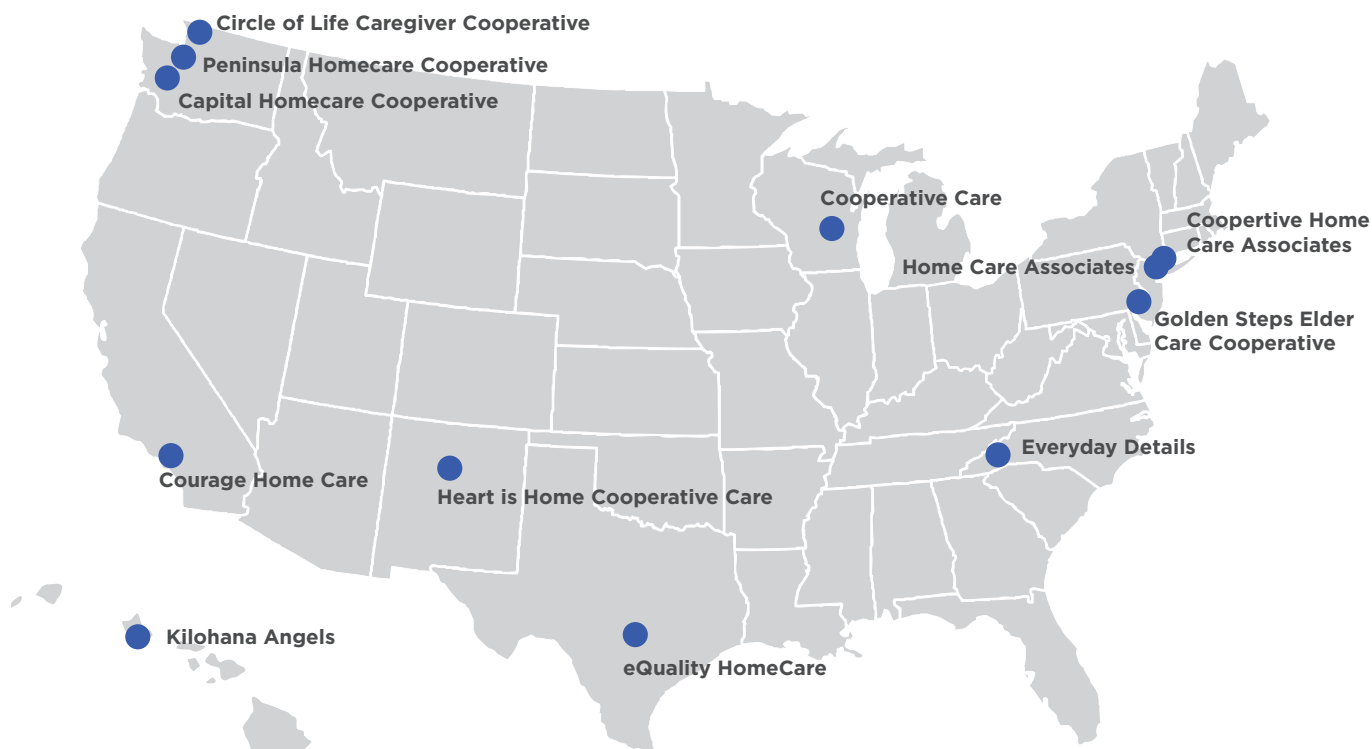 Circle of Life Caregiver Cooperative
Peninsula Homecare Cooperative
Capital Homecare Cooperative
Cooperative Care
Coopertive Home
Care Associates
Home Care Associates
Golden Steps Elder
Care Cooperative
Everyday Details
Courage Home Care
Heart is Home Cooperative Care
Kilohana Angels
eQuality HomeCare